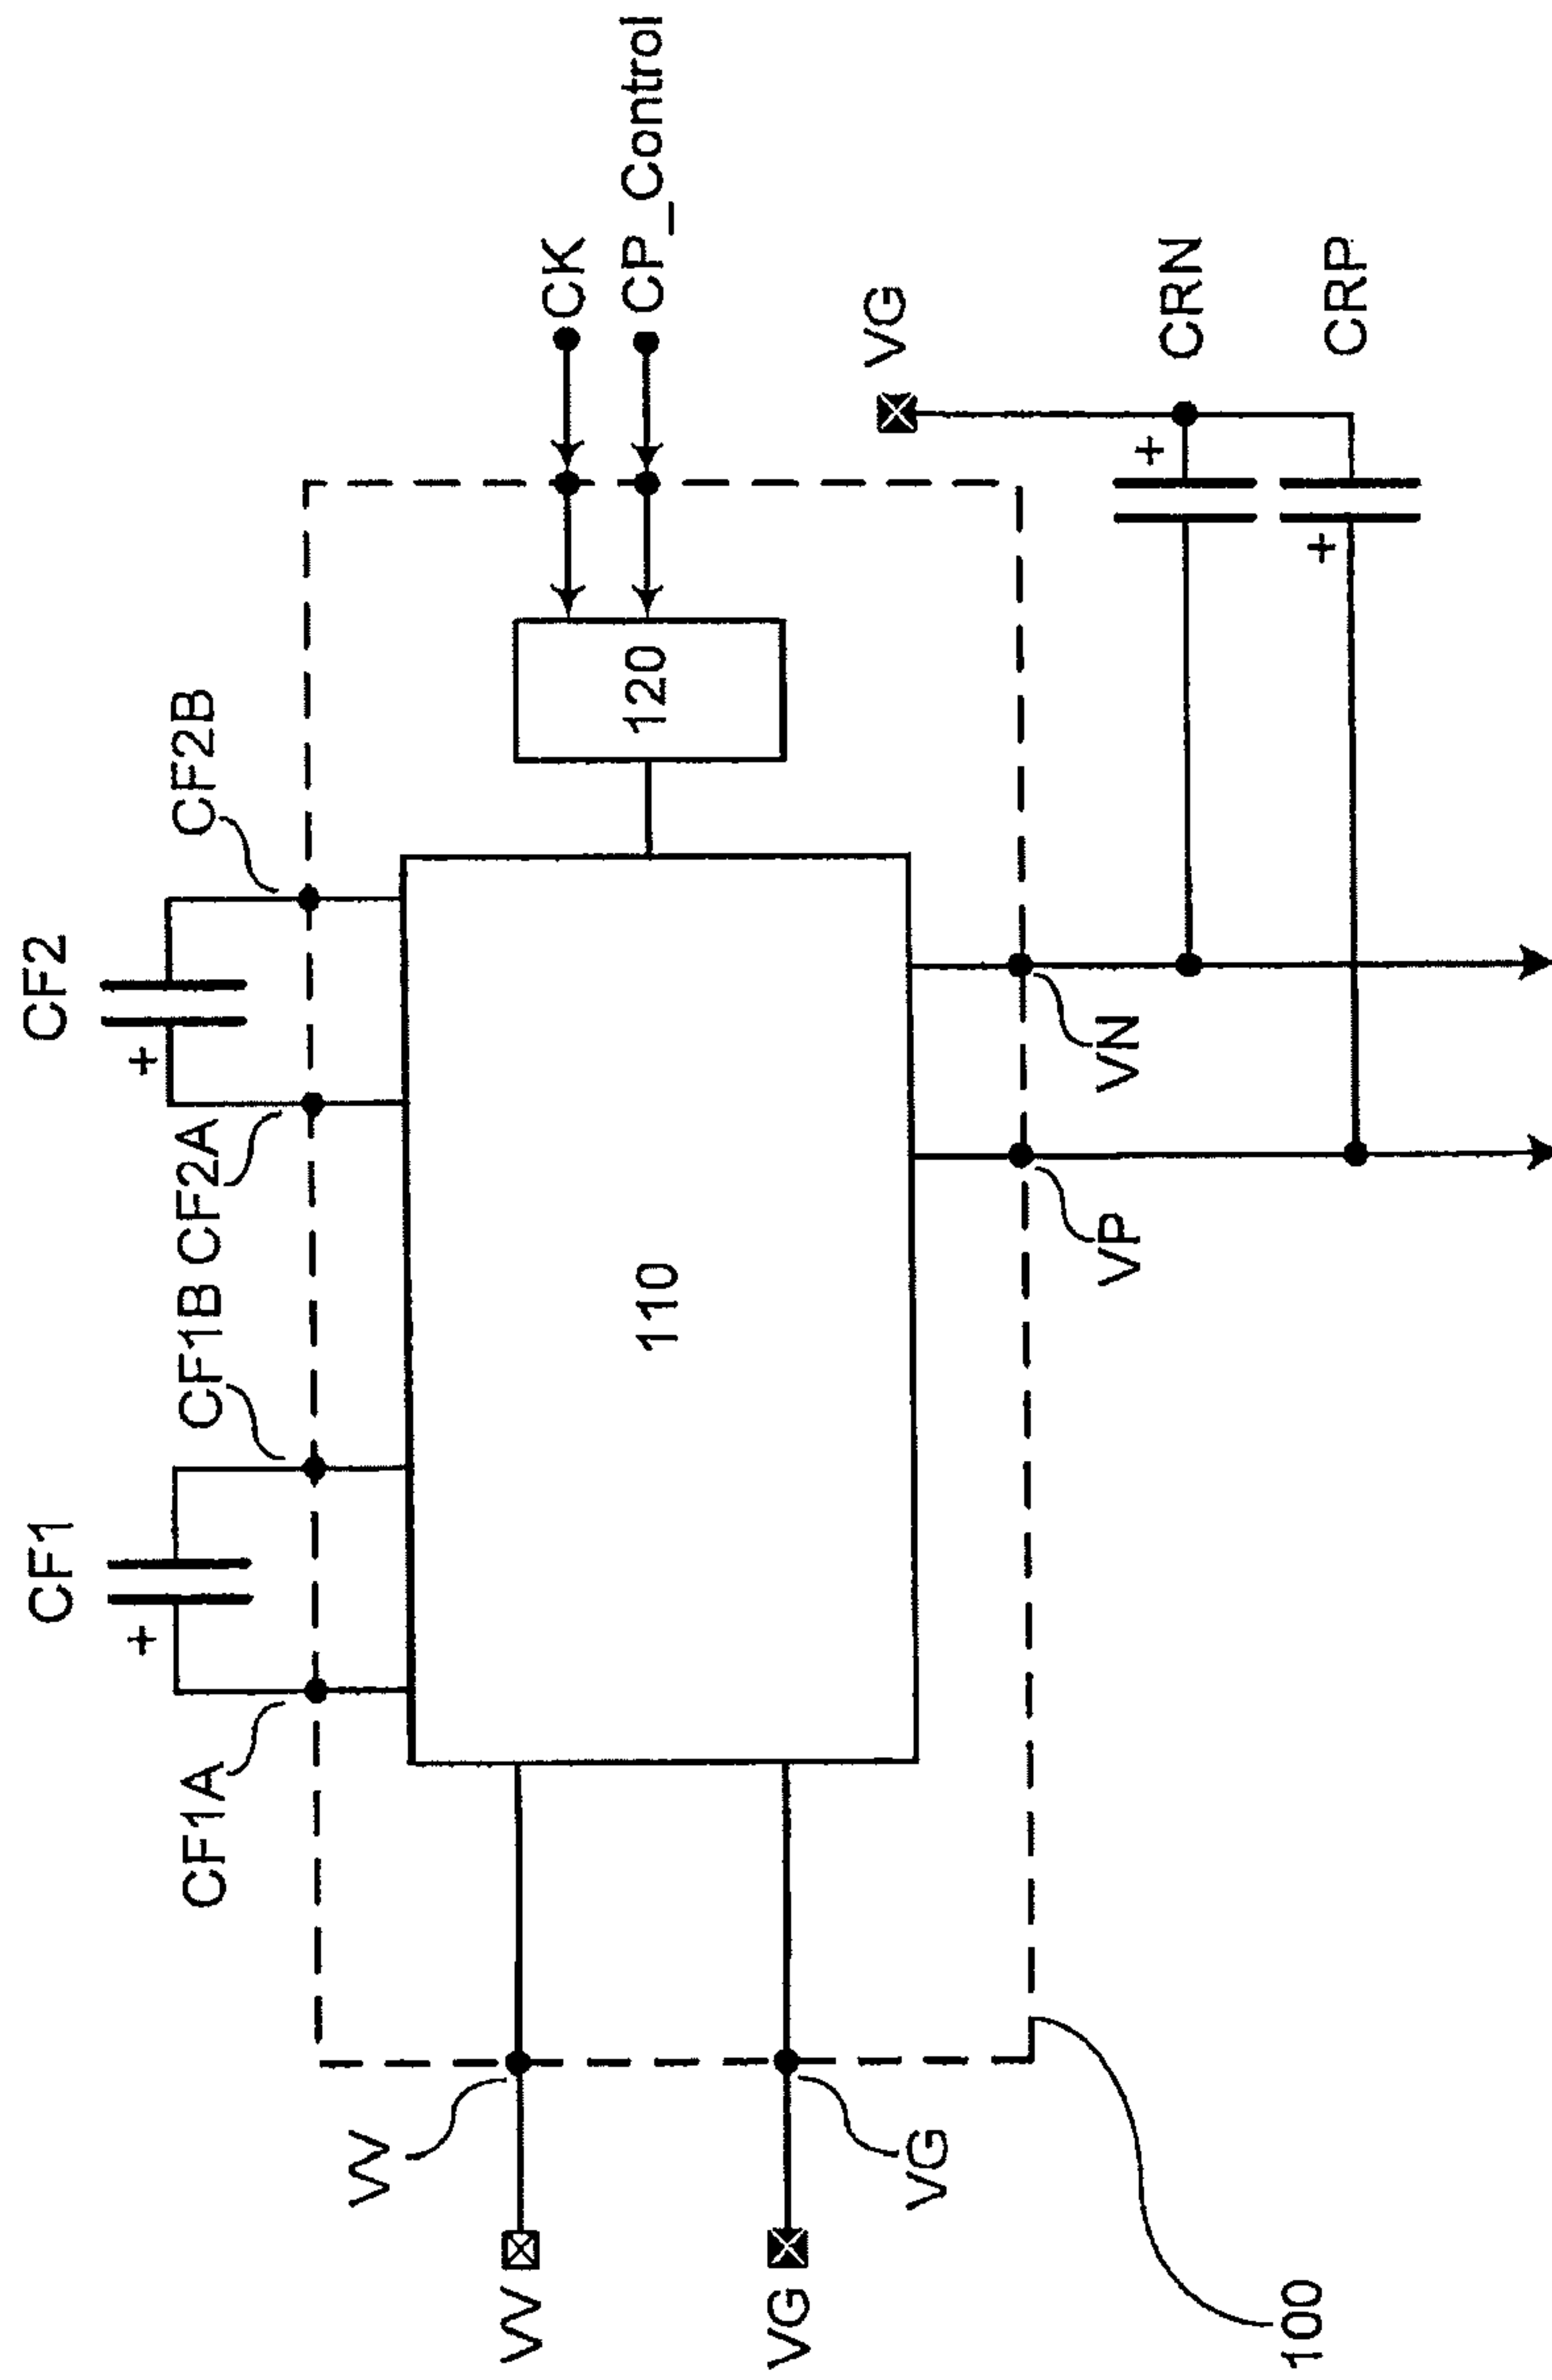 CF1
CF2
CF1A
CF1B
CF2A
CF2B
VV
VV
110
120
CK
CP_Control
VG
VG
VP
VN
VG
CRN
CRP
100